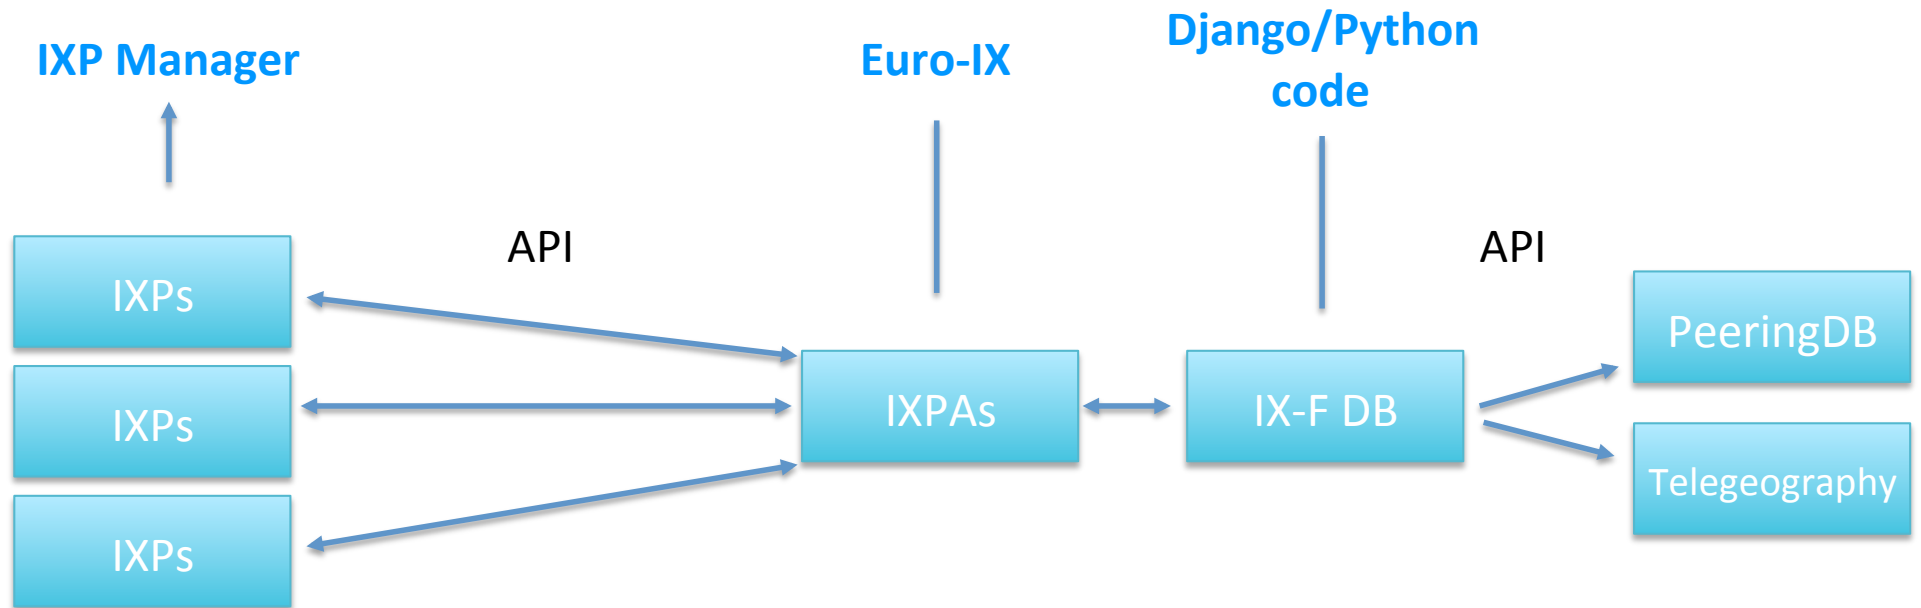 IXP Manager
Euro-IX
Django/Python
code
API
API
IXPs
IXPs
IXPs
IXPAs
IX-F DB
PeeringDB
Telegeography